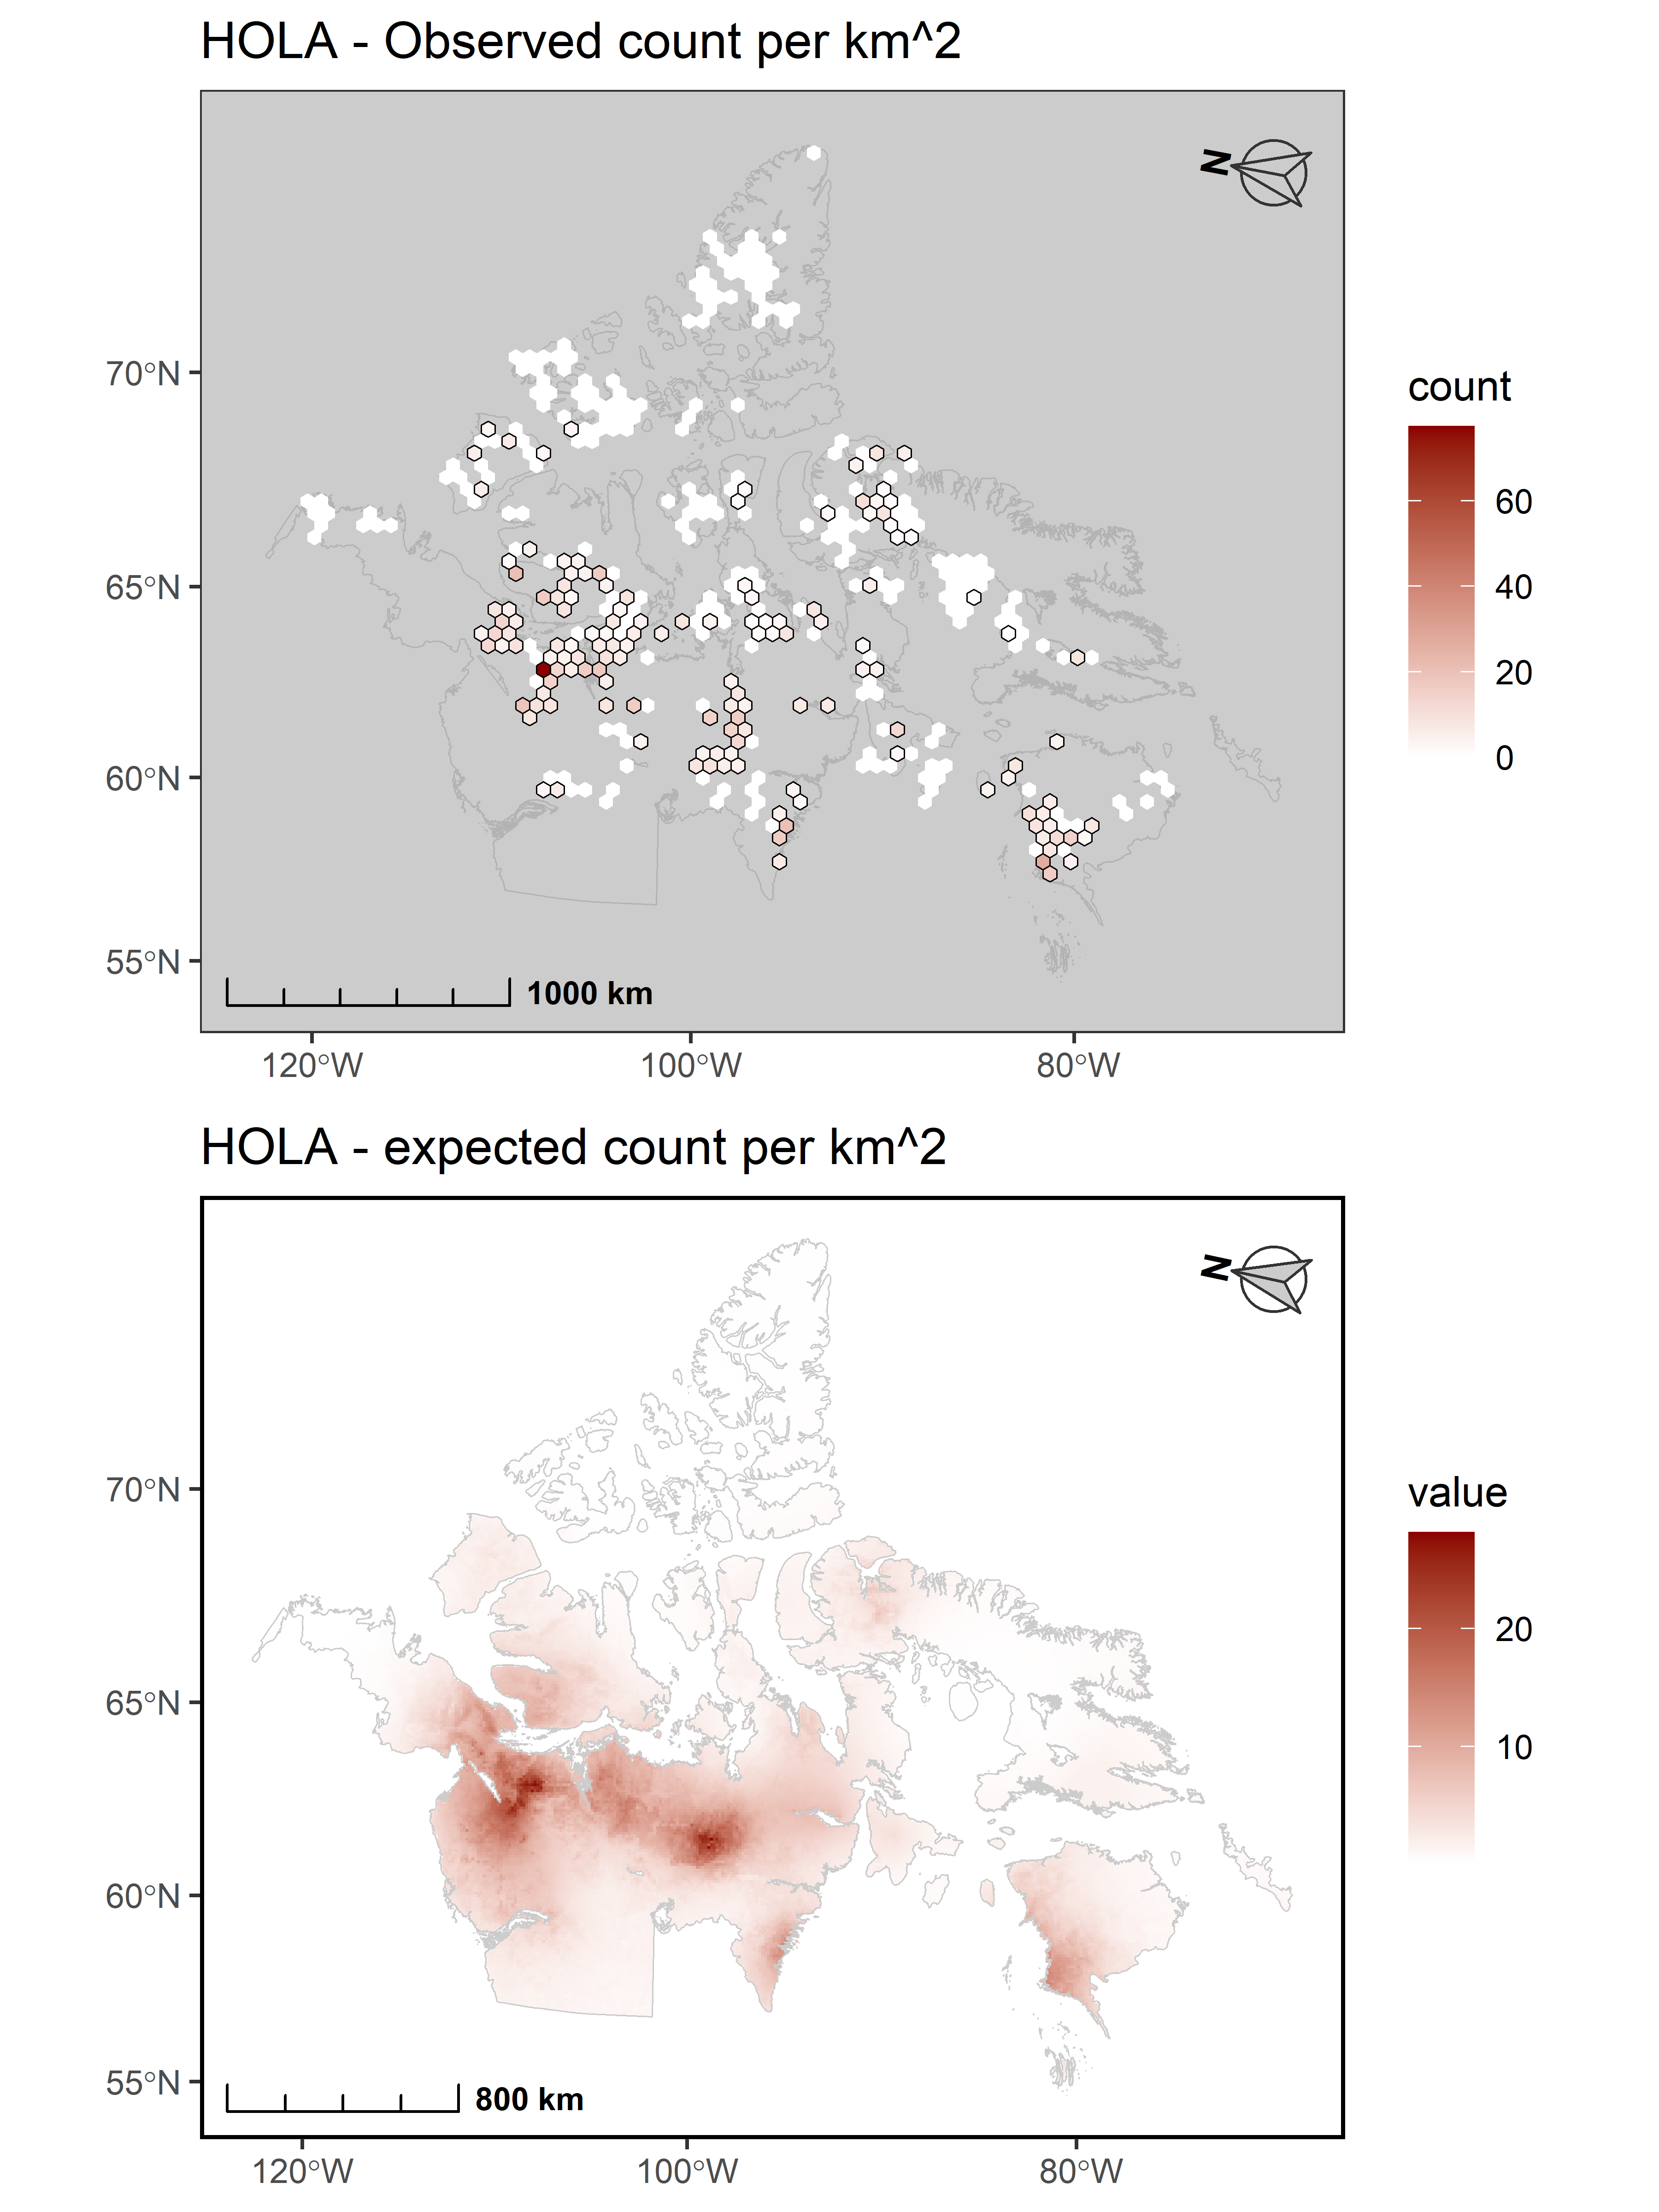 HOLA - Observed count per km^2
N
70°N
65°N
60°N
55°N
1000 km
120°W
100°W
80°W
count
60
40
20
0
HOLA - expected count per km^2
N
70°N
65°N
60°N
55°N
800 km
120°W
100°W
80°W
value
20
10